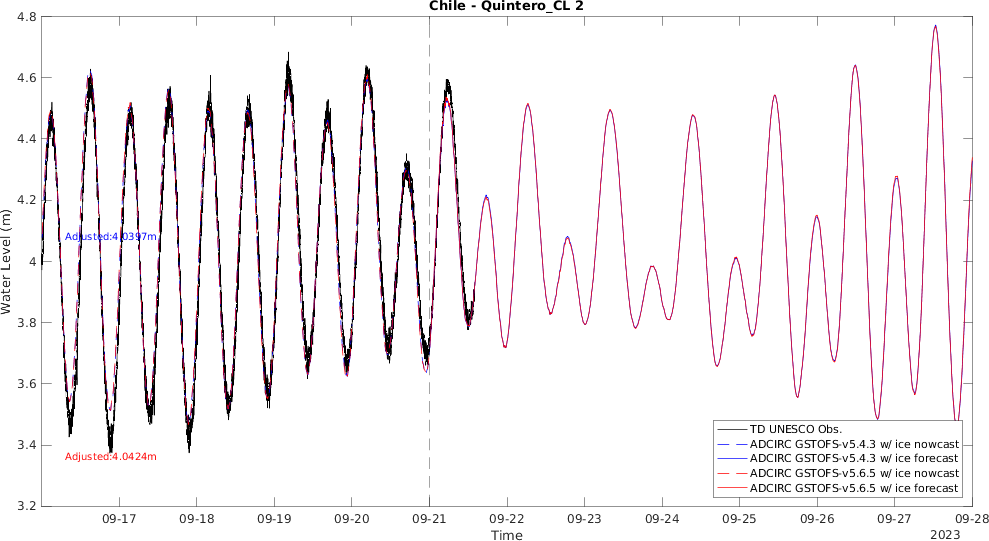 Chile - Quintero_CL 2
4.8
4.6
4.4
4.2
4
3.8
3.6
3.4
3.2
Water Level (m)
Adjusted:4.0397m
Adjusted:4.0424m
TD UNESCO Obs.
ADCIRC GSTOFS-v5.4.3 w/ ice nowcast
ADCIRC GSTOFS-v5.4.3 w/ ice forecast
ADCIRC GSTOFS-v5.6.5 w/ ice nowcast
ADCIRC GSTOFS-v5.6.5 w/ ice forecast
09-17 09-18 09-19 09-20 09-21 09-22 09-23 09-24 09-25 09-26 09-27 09-28
Time
2023